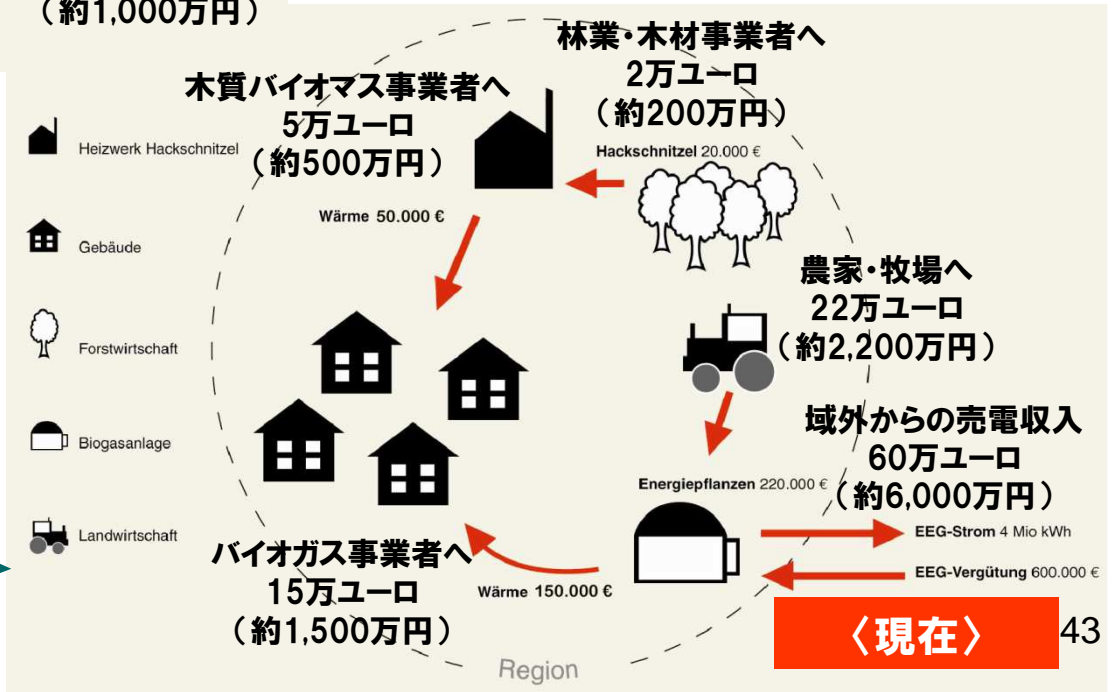 （約1,000万円）
林業・木材事業者へ
2万ユーロ
（約200万円）
Hackschnitzel 20.000 €
木質バイオマス事業者へ
5万ユーロ
（約500万円）
Wärme 50.000 €
Heizwerk Hackschnitzel
Gebäude
Forstwirtschaft
Biogasanlage
Landwirtschaft
農家・牧場へ
22万ユーロ
（約2,200万円）
Energiepflanzen 220.000 €
域外からの売電収入
60万ユーロ
（約6,000万円）
EEG-Strom 4 Mio kWh
EEG-Vergütung 600.000 €
バイオガス事業者へ
15万ユーロ
（約1,500万円）
Wärme 150.000 €
Region
〈現在〉
43